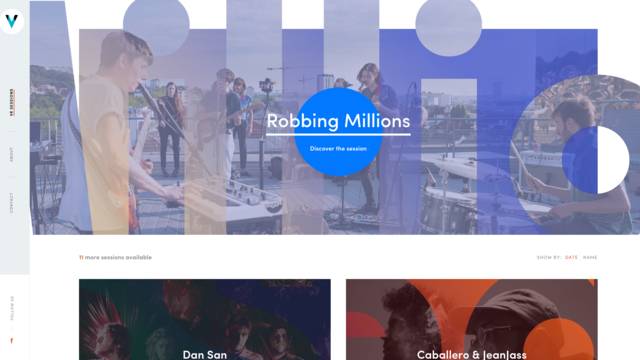 VR SESSIONS
ABOUT
CONTACT
FOLLOW US
f
Robbing Millions
Discover the session
11 more sessions available
SHOW BY: DATE NAME
Dan San
Caballero & JeanJass